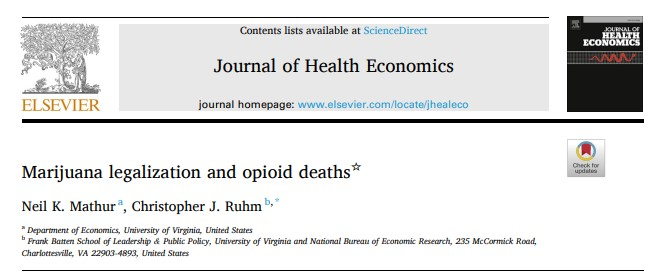 Contents lists available at ScienceDirect
Journal of Health Economics
journal homepage: www.elsevier.com/locate/jhealeco
ELSEVIER
JOURNAL OF
HEALTH
ECONOMICS
Check for
updates
Marijuana legalization and opioid deaths☆
Neil K. Mathur a, Christopher J. Ruhm b,*
a Department of Economics, University of Virginia, United States
b Frank Batten School of Leadership & Public Policy, University of Virginia and National Bureau of Economic Research, 235 McCormick Road,
Charlottesville, VA 22903-4893, United States